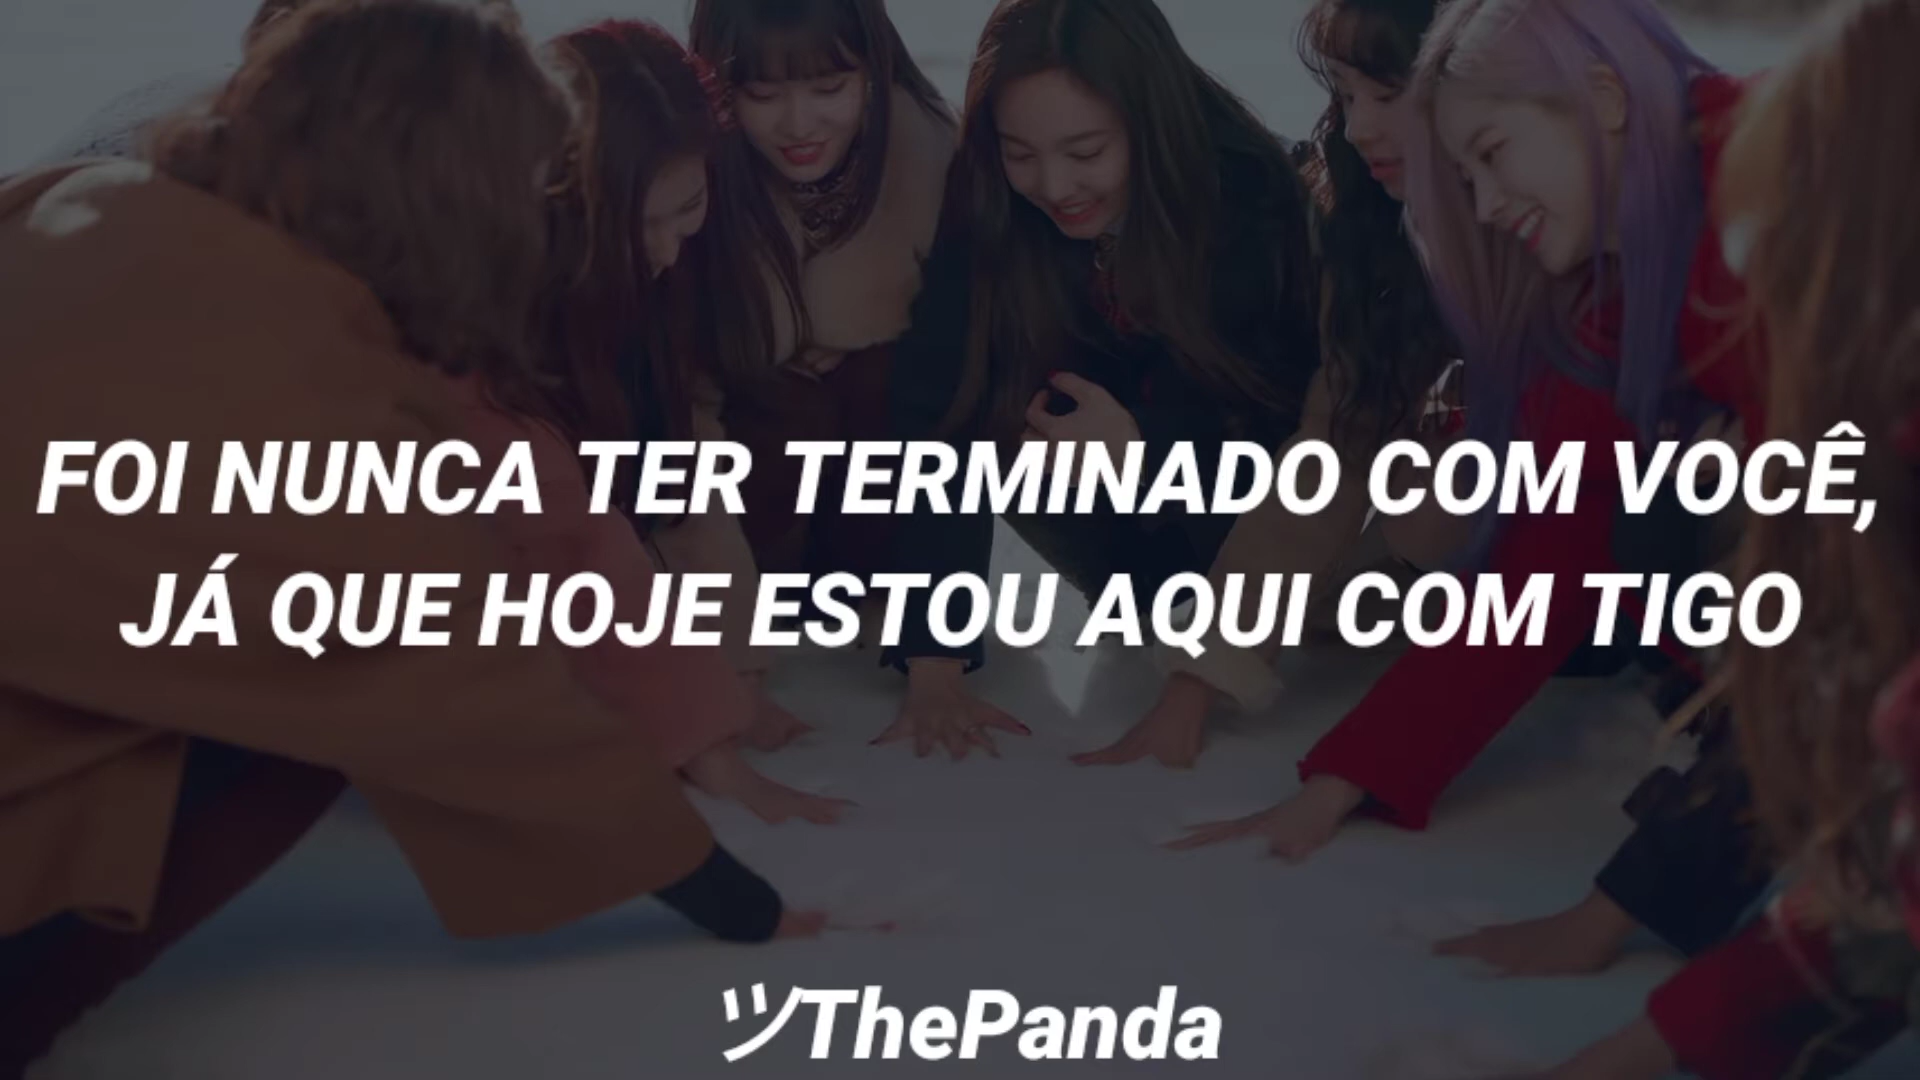 FOI NUNCA TER TERMINADO COM VOCÊ,
JÁ QUE HOJE ESTOU AQUI COM TIGO
ツThePanda